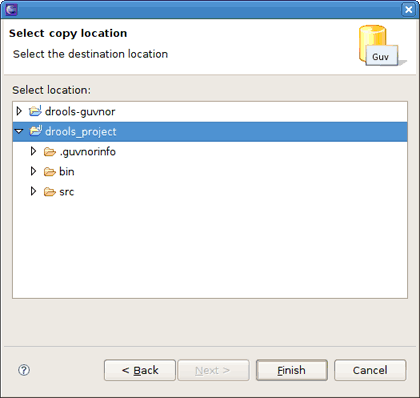 Select copy location
Select the destination location
Guv
Select location:
drools-guvnor
drools_project
.guvnorinfo
bin
src
< Back
Next >
Finish
Cancel